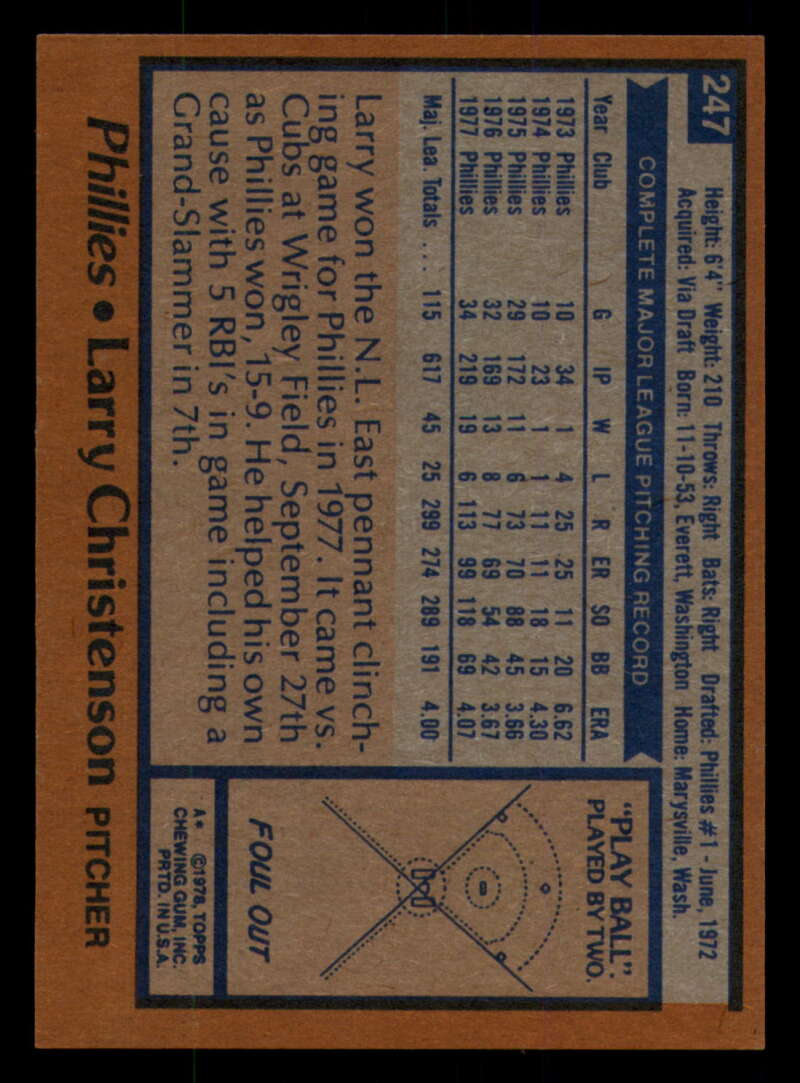 247
Height: 6'4" Weight: 210 Throws: Right Bats: Right Drafted: Phillies #1 - June, 1972
Acquired: Via Draft Born: 11-10-53, Everett, Washington Home: Marysville, Wash.
COMPLETE MAJOR LEAGUE PITCHING RECORD
Year Club G IP W L R ER SO BB ERA
1973 Phillies 10 34 1 4 25 25 11 20 6.62
1974 Phillies 10 23 1 1 11 11 18 15 4.30
1975 Phillies 29 172 11 6 73 70 88 45 3.66
1976 Phillies 32 169 13 8 77 69 54 42 3.67
1977 Phillies 34 219 19 6 113 99 118 69 4.07
Maj. Lea. Totals ... 115 617 45 25 299 274 289 191 4.00
Larry won the N.L. East pennant clinch-
ing game for Phillies in 1977. It came vs.
Cubs at Wrigley Field, September 27th
as Phillies won, 15-9. He helped his own
cause with 5 RBI's in game including a
Grand-Slammer in 7th.
"PLAY BALL".
PLAYED BY TWO.
FOUL OUT
A* ©1978, TOPPS
CHEWING GUM, INC.
PRTD. IN U.S.A.
Phillies • Larry Christenson PITCHER